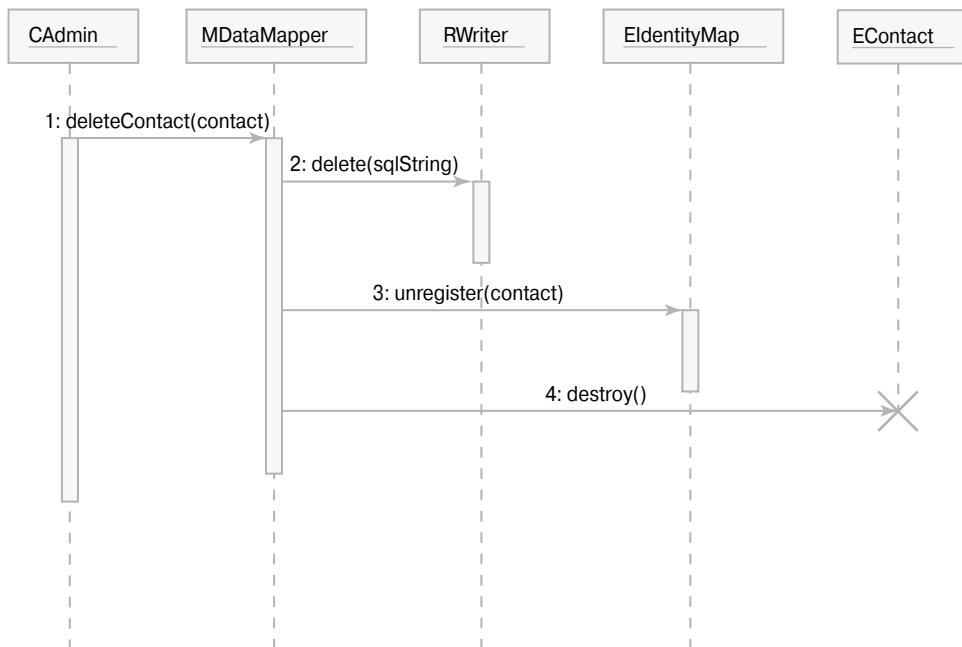 CAdmin
MDataMapper
RWriter
EIdentityMap
EContact
1: deleteContact(contact)
2: delete(sqlString)
3: unregister(contact)
4: destroy()